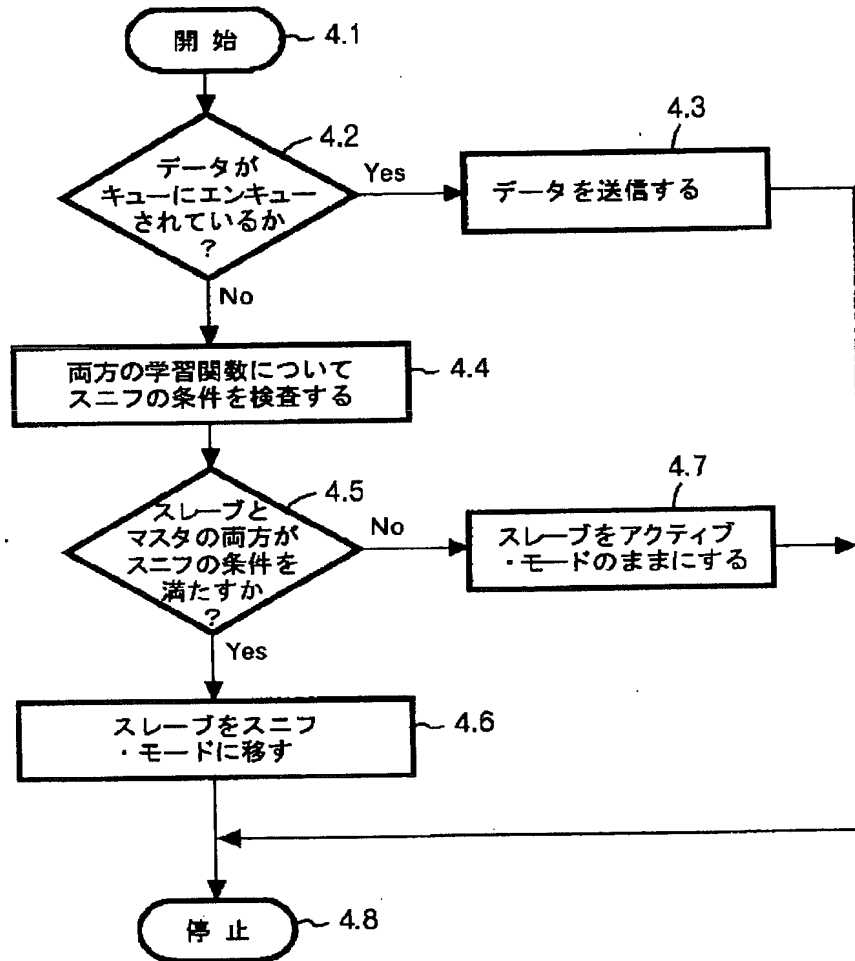 開 始
4.1
4.2
データが
キューにエンキュー
されているか
?
Yes
No
4.3
データを送信する
両方の学習関数について
スニフの条件を検査する
4.4
4.5
スレーブと
マスタの両方が
スニフの条件を
満たすか
?
No
Yes
4.7
スレーブをアクティブ
・モードのままにする
スレーブをスニフ
・モードに移す
4.6
停 止
4.8